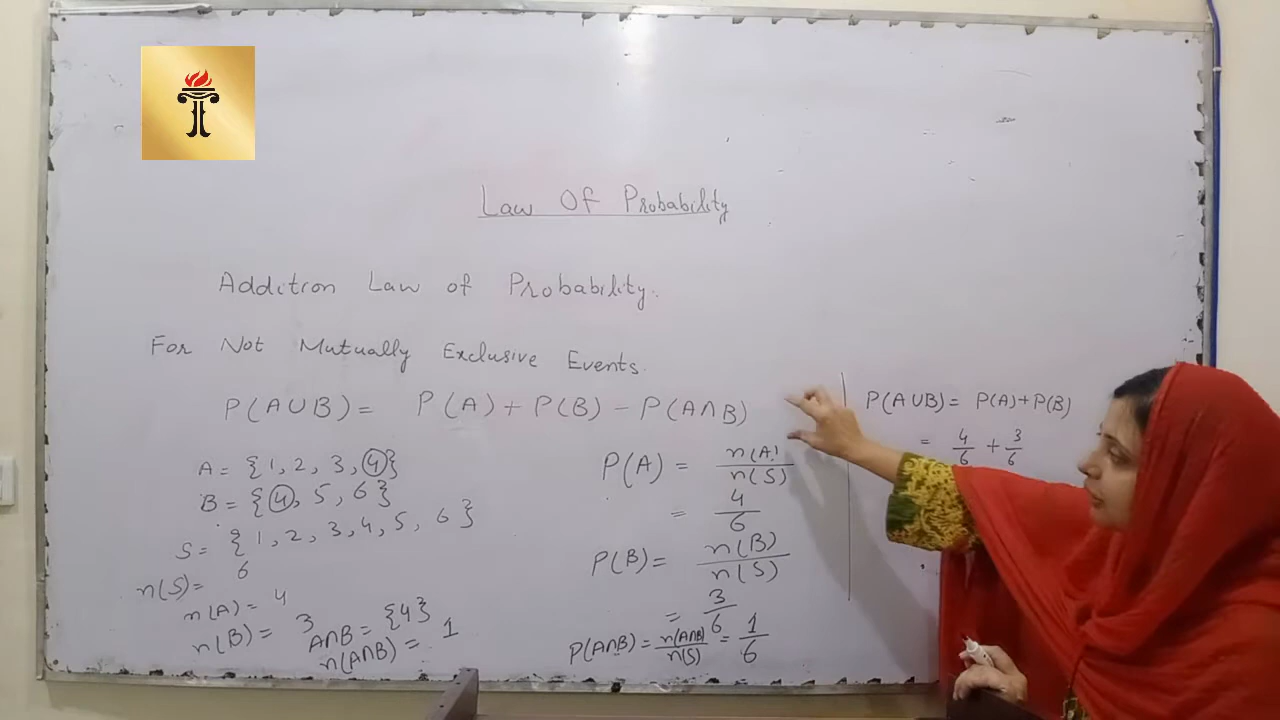 Law Of Probability
Addition Law of Probability.
For Not Mutually Exclusive Events.
P(A∪B) = P(A) + P(B) - P(A∩B)
A = {1, 2, 3, 4}
B = {4, 5, 6}
S = {1, 2, 3, 4, 5, 6}
n(S) = 6
n(A) = 4
n(B) = 3
A∩B = {4}
n(A∩B) = 1
P(A) = n(A)/n(S)
= 4/6
P(B) = n(B)/n(S)
= 3/6
P(A∩B) = n(A∩B)/n(S) = 1/6
P(A∪B) = P(A) + P(B)
= 4/6 + 3/6